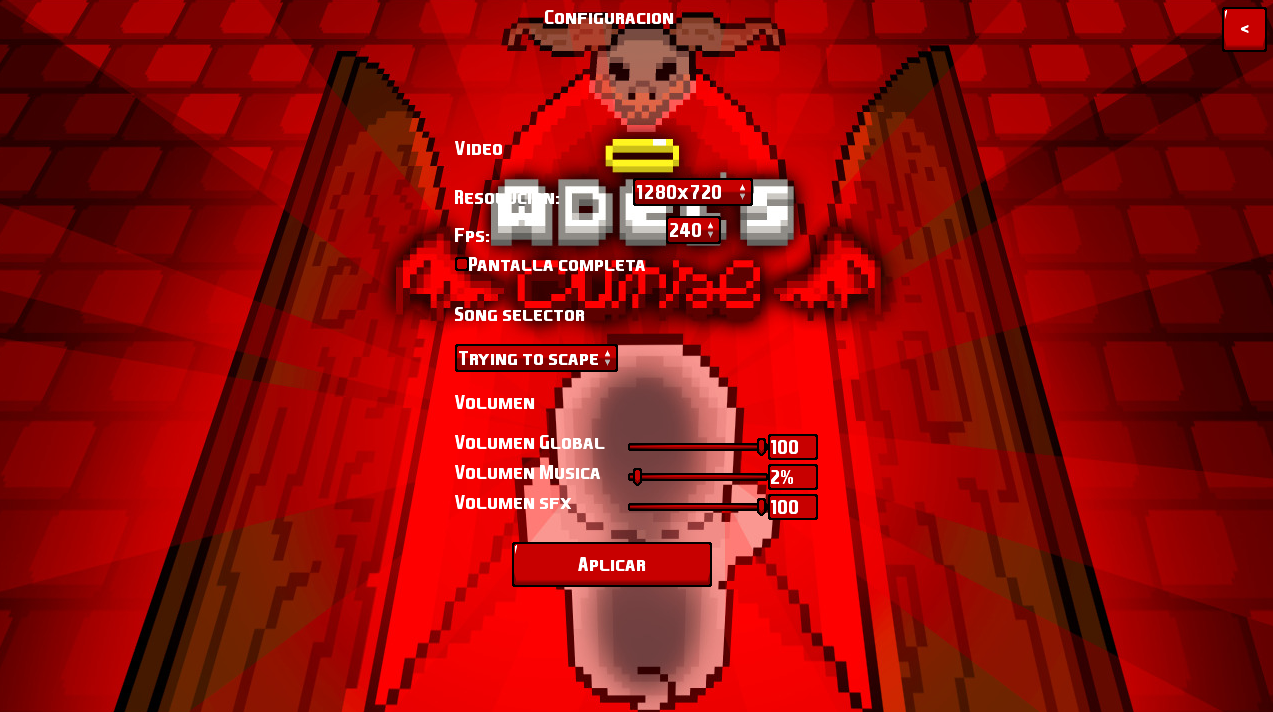 Configuracion
<
Video
Resolucion:
1280x720
Adel's
Fps:
240
Pantalla completa
Song selector
Trying to scape
Volumen
Volumen Global
100
Volumen Musica
2%
Volumen sfx
100
Aplicar